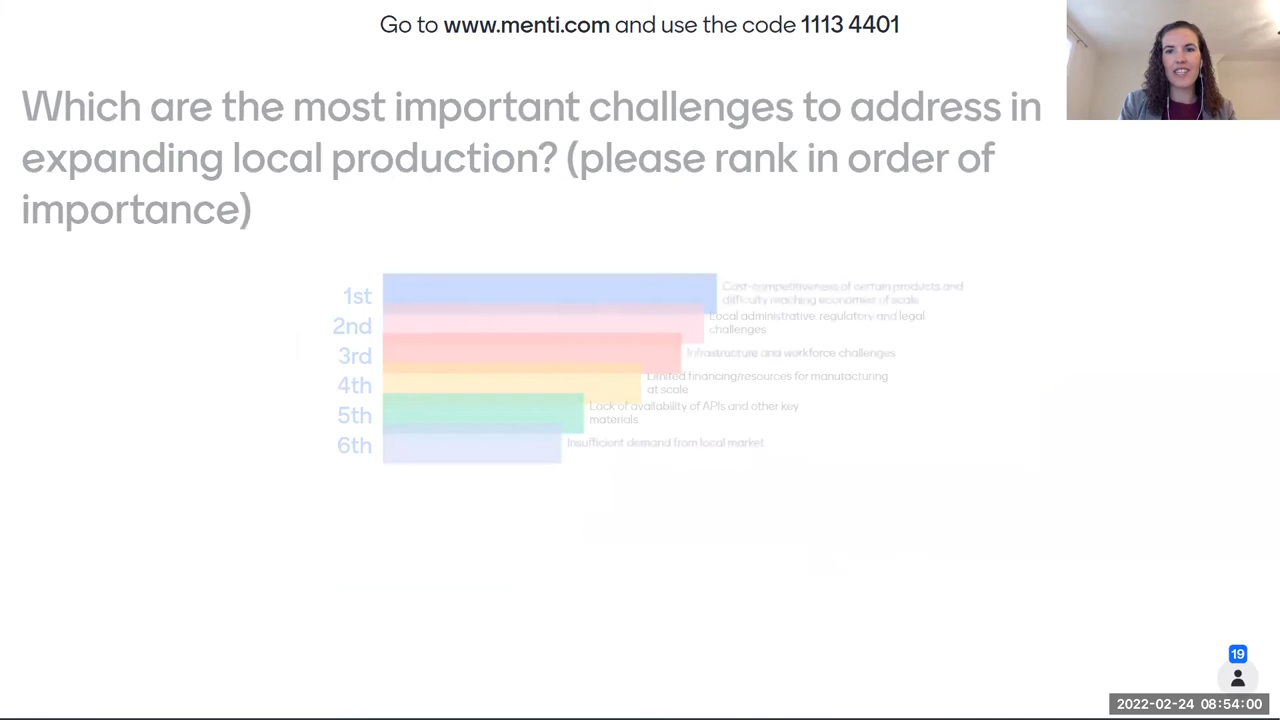 Go to www.menti.com and use the code 1113 4401
Which are the most important challenges to address in
expanding local production? (please rank in order of
importance)
1st
Cost-competitiveness of certain products and
difficulty reaching economies of scale
2nd
Local administrative, regulatory and legal
challenges
3rd
Infrastructure and workforce challenges
4th
Limited financing/resources for manufacturing
at scale
5th
Lack of availability of APIs and other key
materials
6th
Insufficient demand from local market
19
2022-02-24 08:54:00